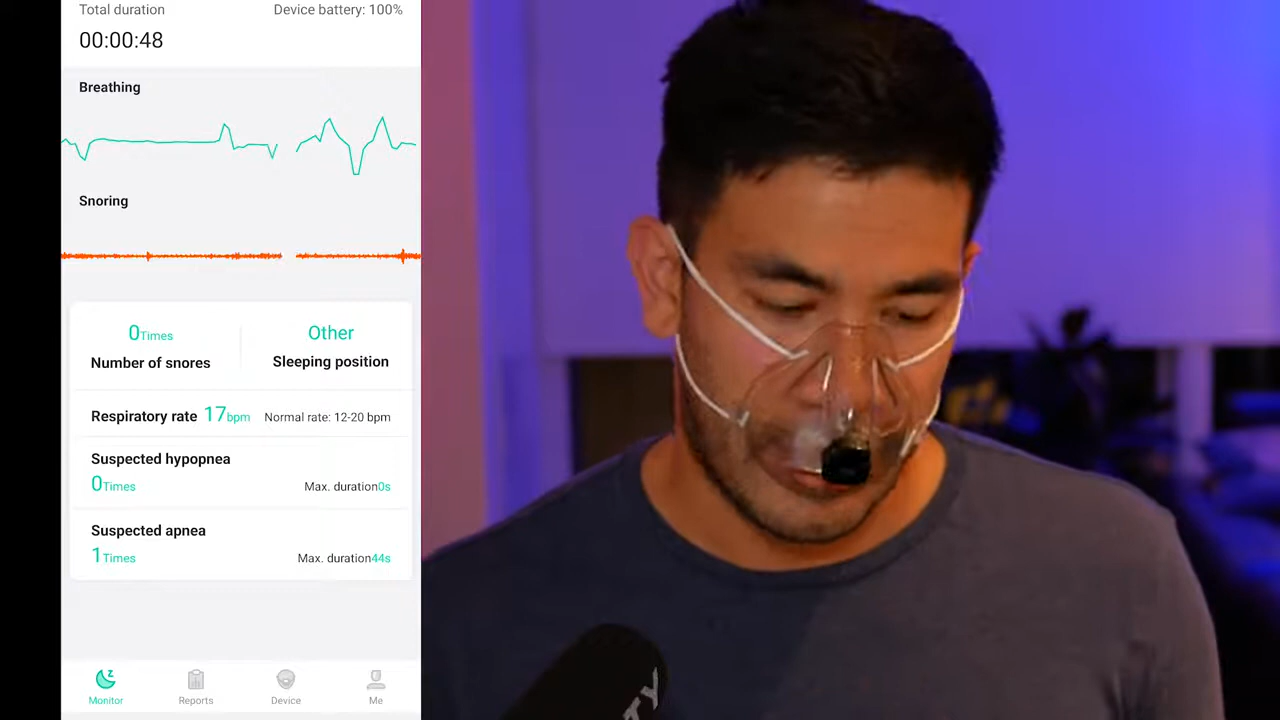 Total duration
Device battery: 100%
00:00:48
Breathing
Snoring
0Times
Other
Number of snores
Sleeping position
Respiratory rate 17bpm Normal rate: 12-20 bpm
Suspected hypopnea
0Times
Max. duration0s
Suspected apnea
1Times
Max. duration44s
Monitor
Reports
Device
Me